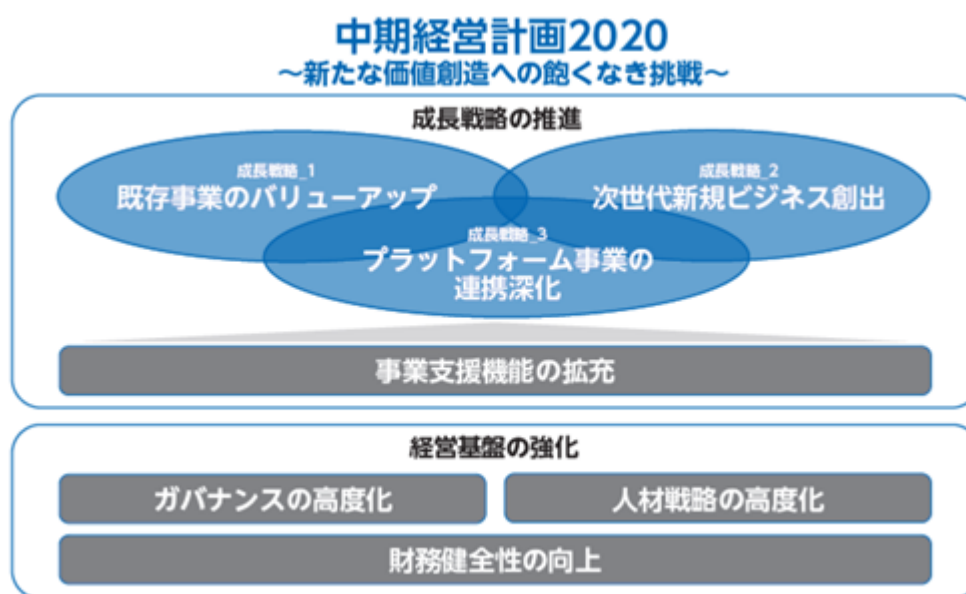 中期経営計画2020
～新たな価値創造への飽くなき挑戦～
成長戦略の推進
成長戦略_1
既存事業のバリューアップ
成長戦略_2
次世代新規ビジネス創出
成長戦略_3
プラットフォーム事業の
連携深化
事業支援機能の拡充
経営基盤の強化
ガバナンスの高度化
人材戦略の高度化
財務健全性の向上